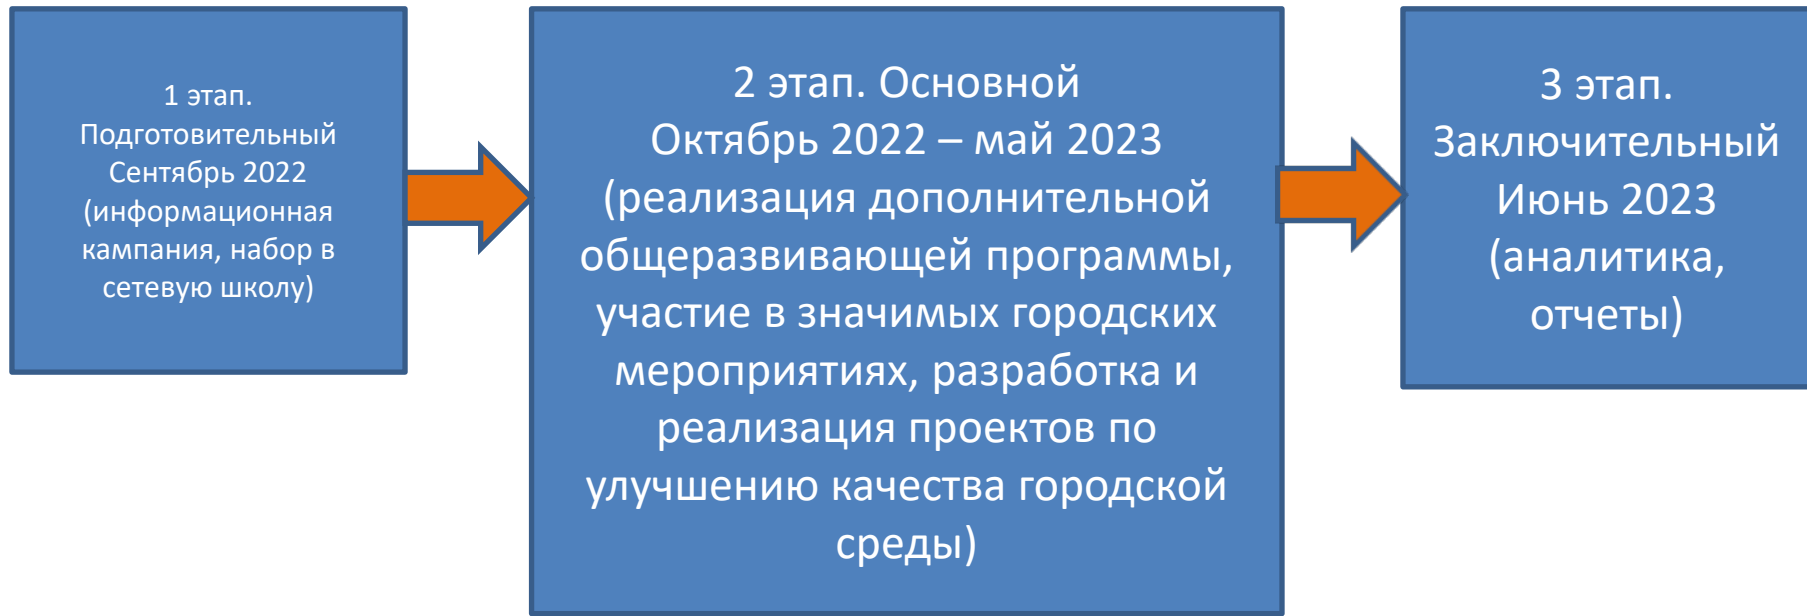 1 этап.
Подготовительный
Сентябрь 2022
(информационная
кампания, набор в
сетевую школу)
2 этап. Основной
Октябрь 2022 – май 2023
(реализация дополнительной
общеразвивающей программы,
участие в значимых городских
мероприятиях, разработка и
реализация проектов по
улучшению качества городской
среды)
3 этап.
Заключительный
Июнь 2023
(аналитика,
отчеты)